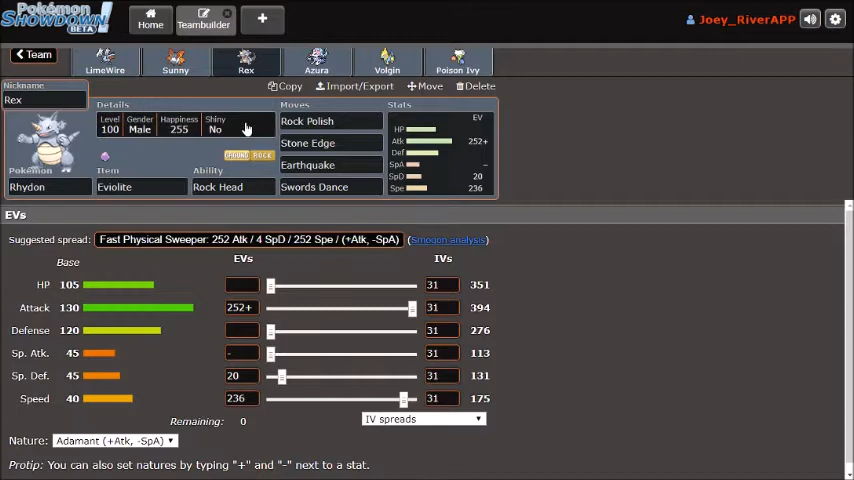 Pokémon
SHOWDOWN!
BETA
Home
Teambuilder
Joey_RiverAPP
Team
LimeWire
Sunny
Rex
Azura
Volgin
Poison Ivy
Nickname
Rex
Copy
Import/Export
Move
Delete
Details
Level Gender Happiness Shiny
100 Male 255 No
GROUND ROCK
Pokémon
Rhydon
Item
Eviolite
Ability
Rock Head
Moves
Rock Polish
Stone Edge
Earthquake
Swords Dance
Stats
EV
HP
Atk 252+
Def
SpA –
SpD 20
Spe 236
EVs
Suggested spread: Fast Physical Sweeper: 252 Atk / 4 SpD / 252 Spe / (+Atk, -SpA) (Smogon analysis)
Base EVs IVs
HP 105 31 351
Attack 130 252+ 31 394
Defense 120 31 276
Sp. Atk. 45 - 31 113
Sp. Def. 45 20 31 131
Speed 40 236 31 175
Remaining: 0 IV spreads
Nature: Adamant (+Atk, -SpA)
Protip: You can also set natures by typing "+" and "-" next to a stat.